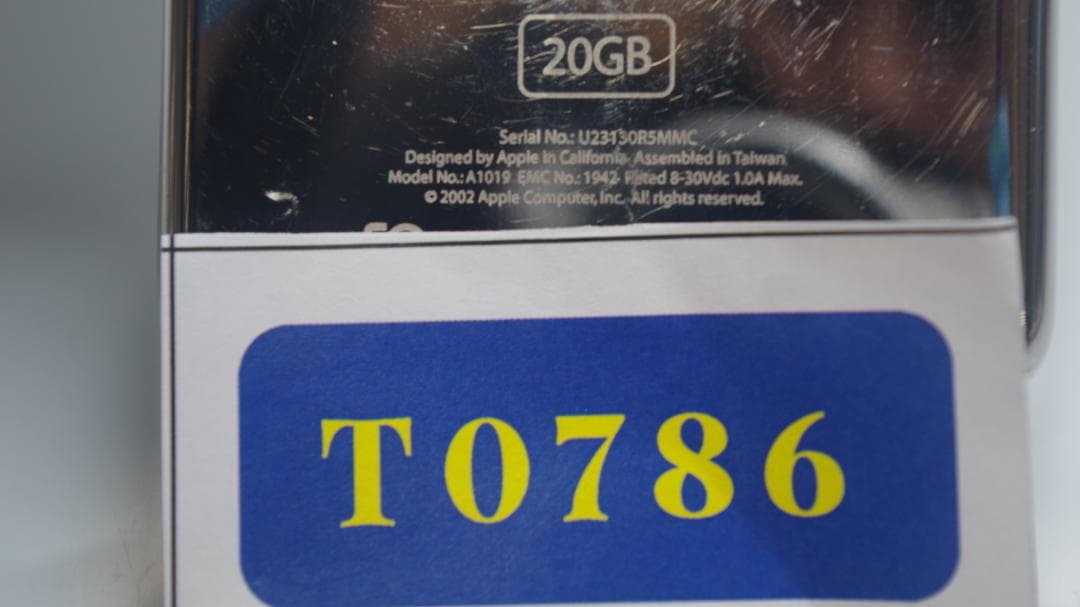 20GB
Serial No.: U23130R5MMC
Designed by Apple in California Assembled in Taiwan
Model No.: A1019 EMC No.: 1942 Rated 8-30Vdc 1.0A Max.
© 2002 Apple Computer, Inc. All rights reserved.
T0786